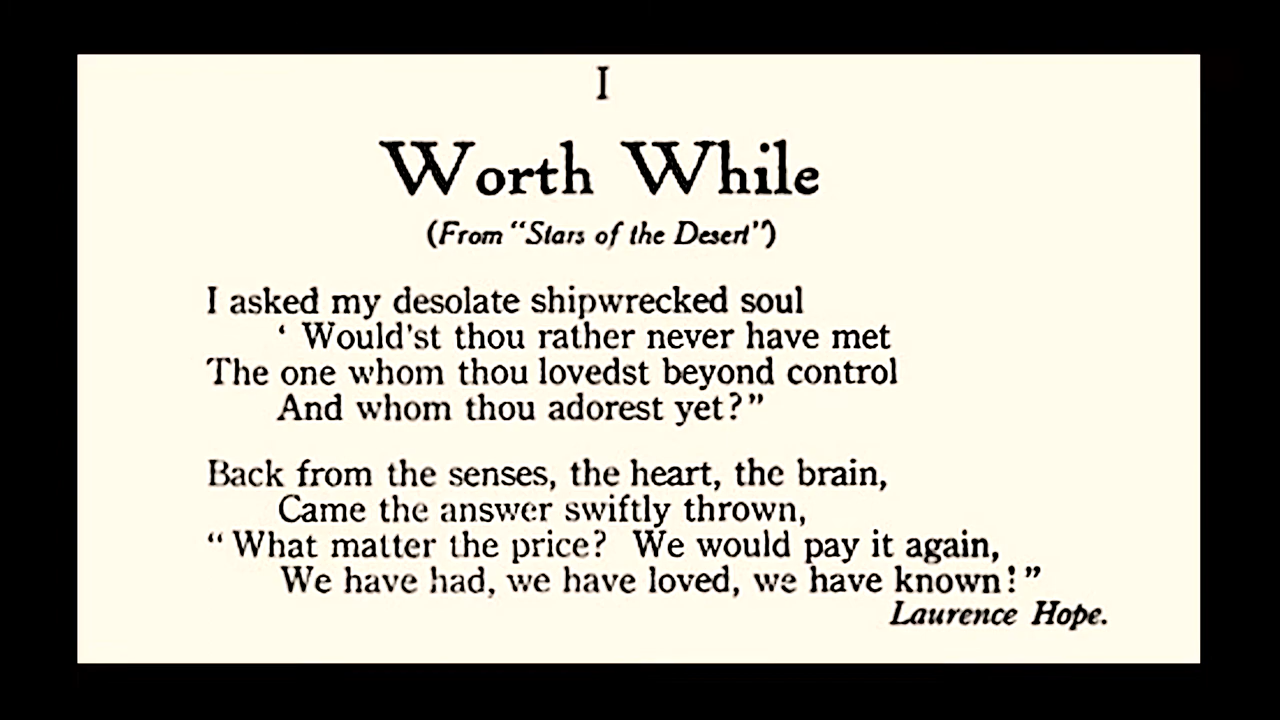 I
Worth While
(From "Stars of the Desert")
I asked my desolate shipwrecked soul
‘ Would'st thou rather never have met
The one whom thou lovedst beyond control
And whom thou adorest yet?”
Back from the senses, the heart, the brain,
Came the answer swiftly thrown,
“ What matter the price? We would pay it again,
We have had, we have loved, we have known!”
Laurence Hope.